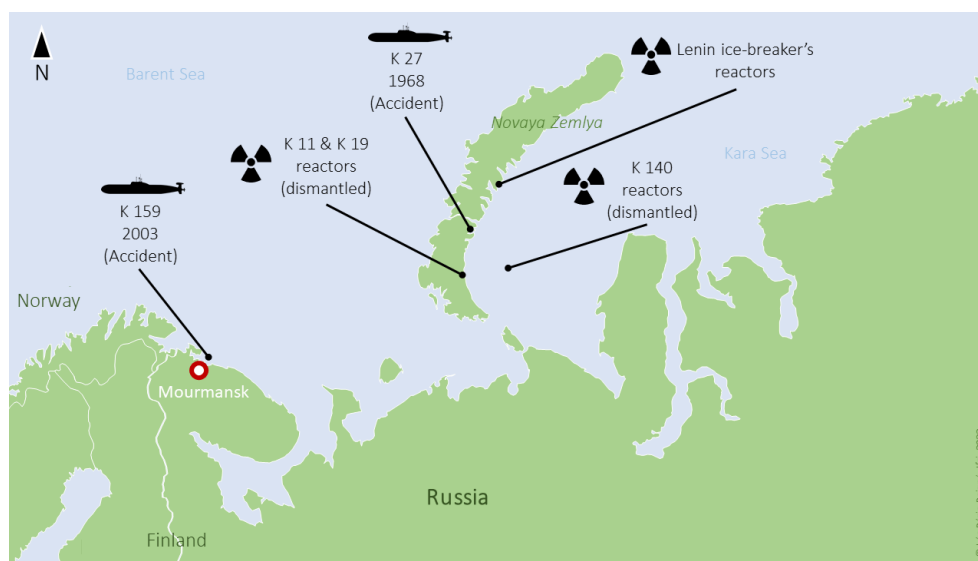 N
Barent Sea
K 27
1968
(Accident)
Lenin ice-breaker's
reactors
Novaya Zemlya
Kara Sea
K 11 & K 19
reactors
(dismantled)
K 140
reactors
(dismantled)
K 159
2003
(Accident)
Norway
Mourmansk
Russia
Finland